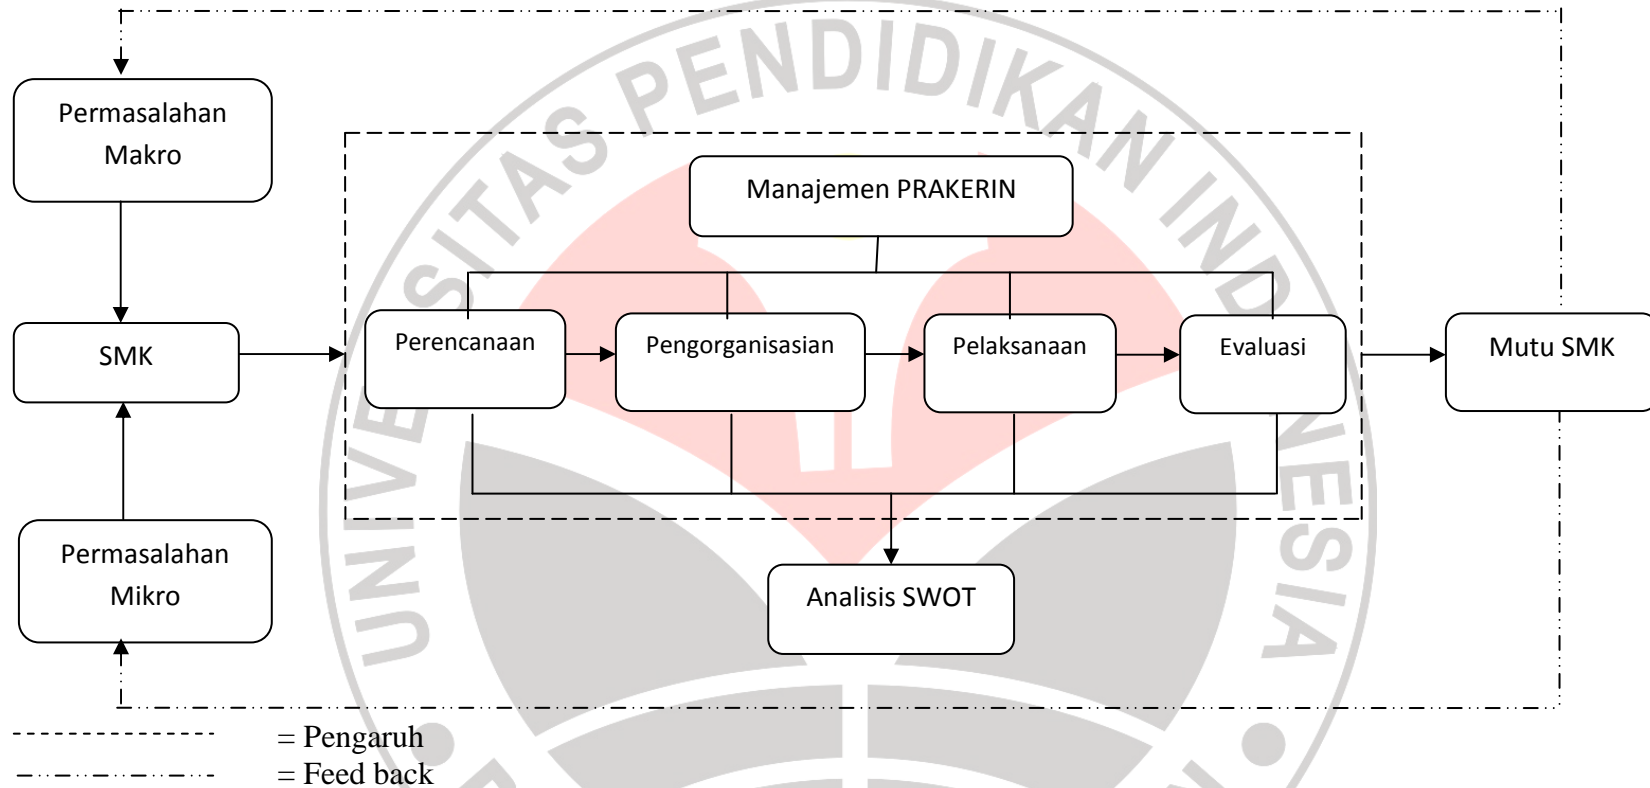 UNIVERSITAS PENDIDIKAN INDONESIA
Permasalahan
Makro
Manajemen PRAKERIN
SMK
Perencanaan
Pengorganisasian
Pelaksanaan
Evaluasi
Mutu SMK
Permasalahan
Mikro
Analisis SWOT
= Pengaruh
= Feed back